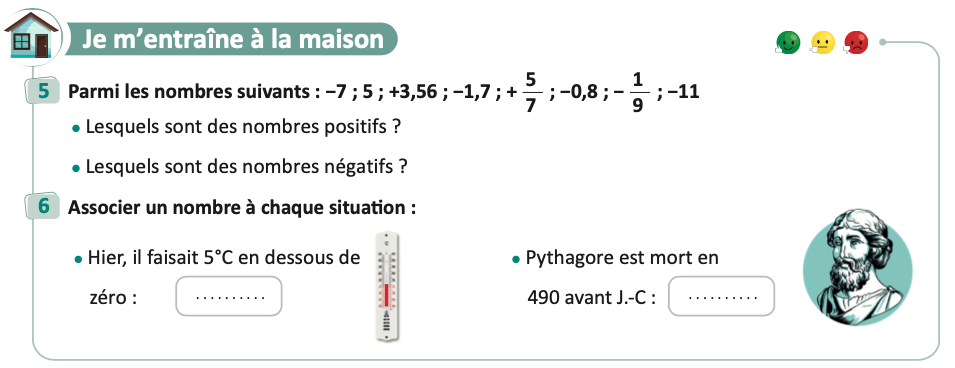 Je m’entraîne à la maison
5 Parmi les nombres suivants : –7 ; 5 ; +3,56 ; –1,7 ; + 5/7 ; –0,8 ; – 1/9 ; –11
• Lesquels sont des nombres positifs ?
• Lesquels sont des nombres négatifs ?
6 Associer un nombre à chaque situation :
• Hier, il faisait 5°C en dessous de
zéro : ..........
• Pythagore est mort en
490 avant J.-C : ..........